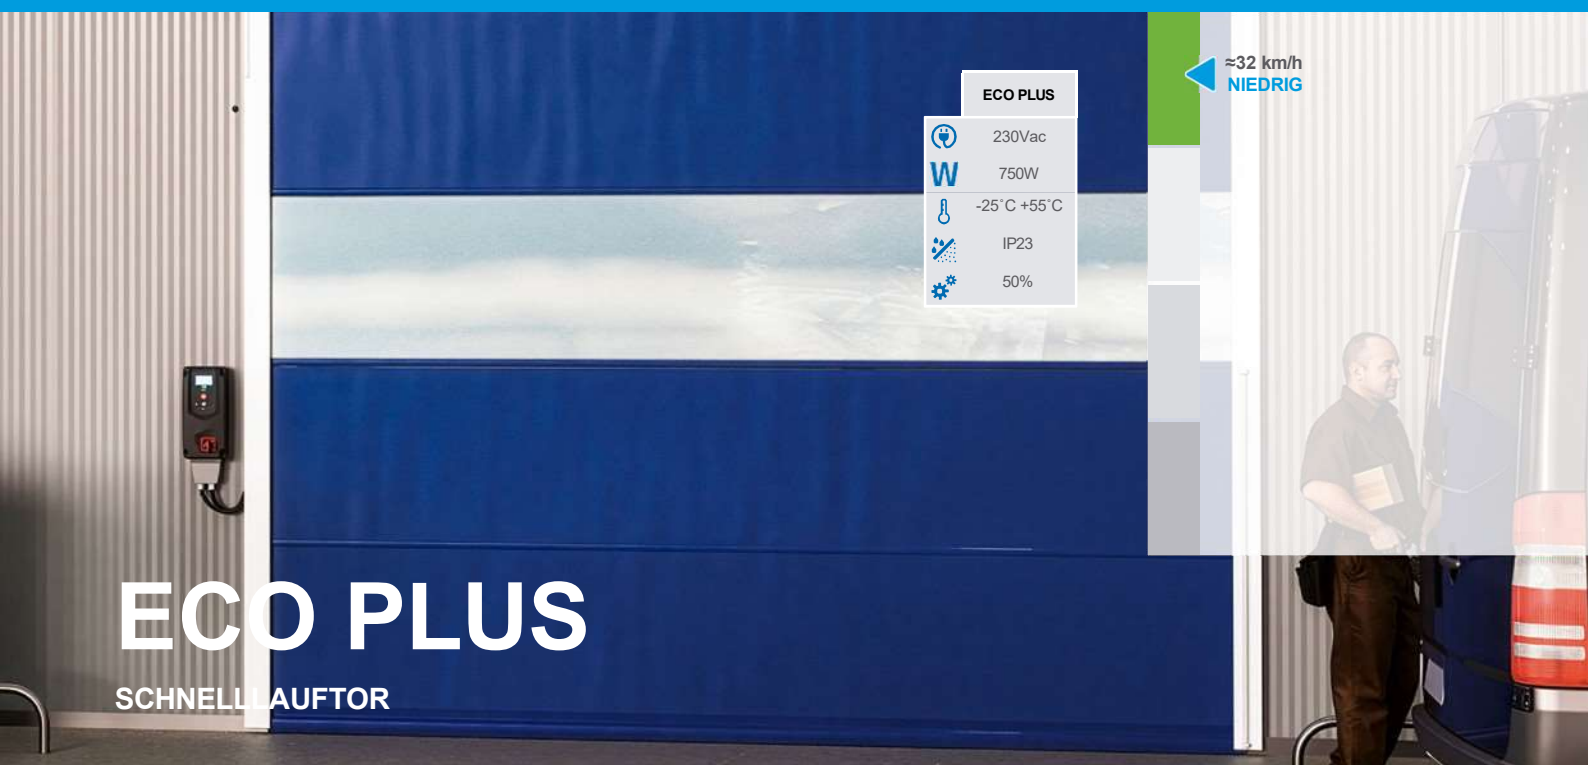 ≈32 km/h
NIEDRIG
ECO PLUS
230Vac
W 750W
-25°C +55°C
IP23
50%
ECO PLUS
SCHNELLLAUFTOR